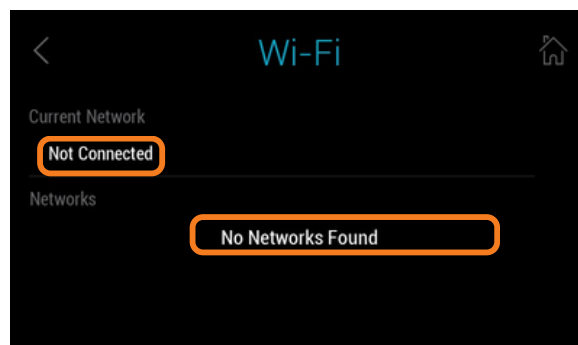 Wi-Fi
Current Network
Not Connected
Networks
No Networks Found